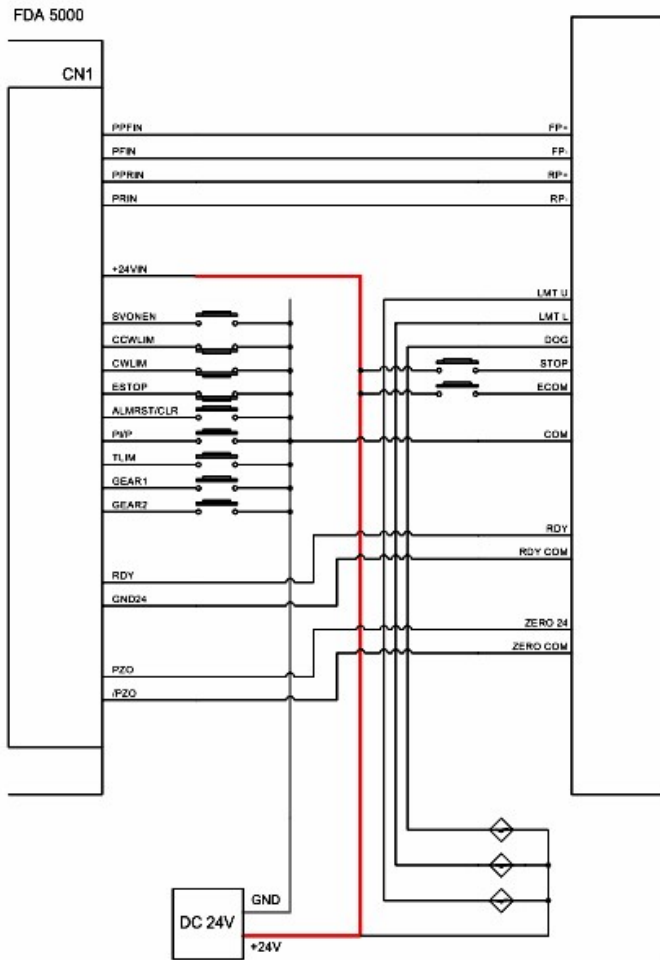 FDA 5000
CN1
PPFIN FP+
PFIN FP-
PPRIN RP+
PRIN RP-
+24VIN
LMT U
SVONEN LMT L
CCWLIM DOG
CWLIM STOP
ESTOP ECOM
ALMRST/CLR
PI/P COM
TLIM
GEAR1
GEAR2
RDY
RDY COM
RDY
GND24
ZERO 24
ZERO COM
PZO
/PZO
GND
DC 24V
+24V